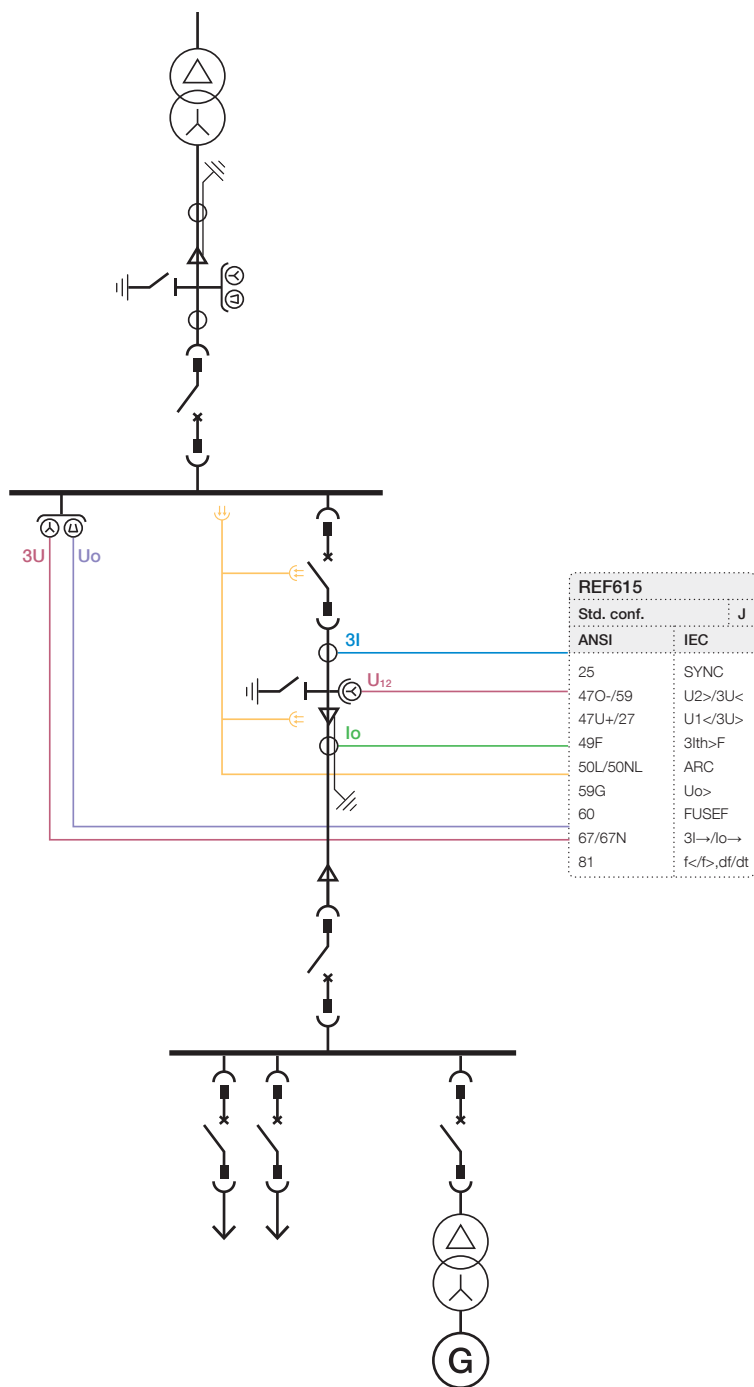 3U
Uo
REF615
Std. conf. J
ANSI IEC
3I
25 SYNC
U12
47O-/59 U2>/3U<
47U+/27 U1</3U>
Io
49F 3Ith>F
50L/50NL ARC
59G Uo>
60 FUSEF
67/67N 3I→/Io→
81 f</f>,df/dt
G